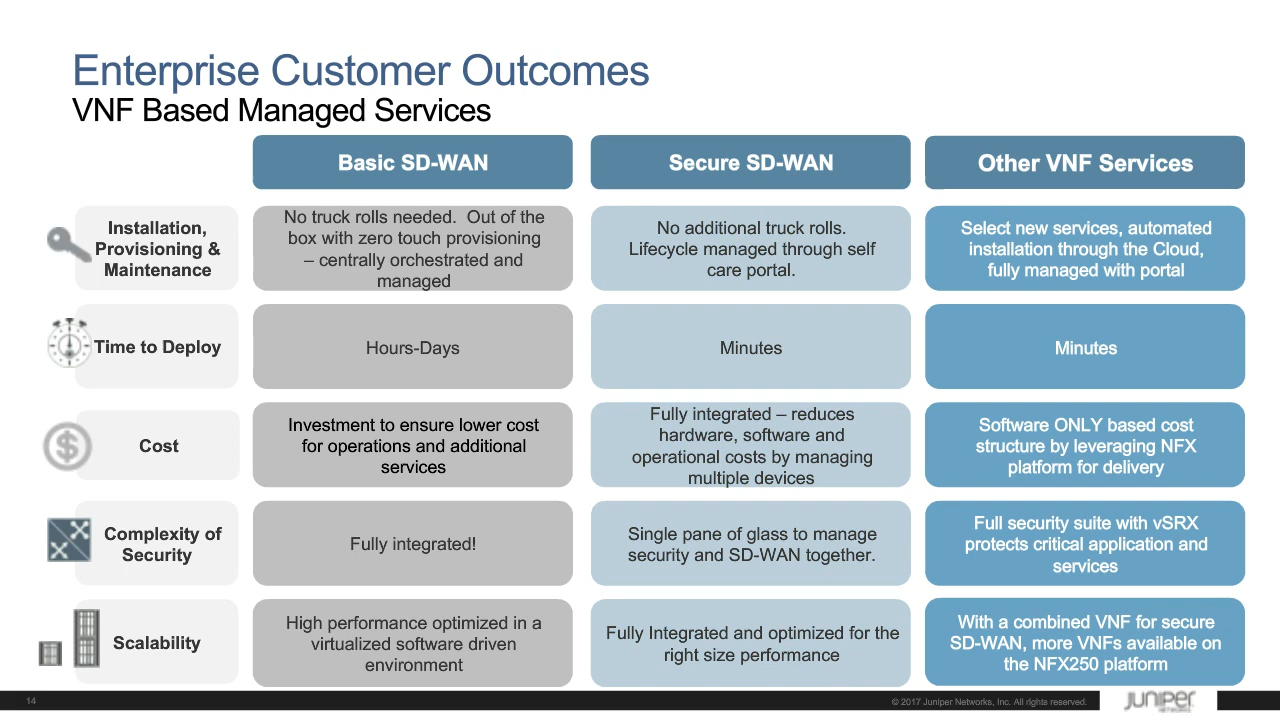 Enterprise Customer Outcomes
VNF Based Managed Services
Basic SD-WAN
Secure SD-WAN
Other VNF Services
Installation,
Provisioning &
Maintenance
No truck rolls needed.  Out of the
box with zero touch provisioning
– centrally orchestrated and
managed
No additional truck rolls.
Lifecycle managed through self
care portal.
Select new services, automated
installation through the Cloud,
fully managed with portal
Time to Deploy
Hours-Days
Minutes
Minutes
Cost
Investment to ensure lower cost
for operations and additional
services
Fully integrated – reduces
hardware, software and
operational costs by managing
multiple devices
Software ONLY based cost
structure by leveraging NFX
platform for delivery
Complexity of
Security
Fully integrated!
Single pane of glass to manage
security and SD-WAN together.
Full security suite with vSRX
protects critical application and
services
Scalability
High performance optimized in a
virtualized software driven
environment
Fully Integrated and optimized for the
right size performance
With a combined VNF for secure
SD-WAN, more VNFs available on
the NFX250 platform
14
© 2017 Juniper Networks, Inc. All rights reserved.
JUNIPER
NETWORKS